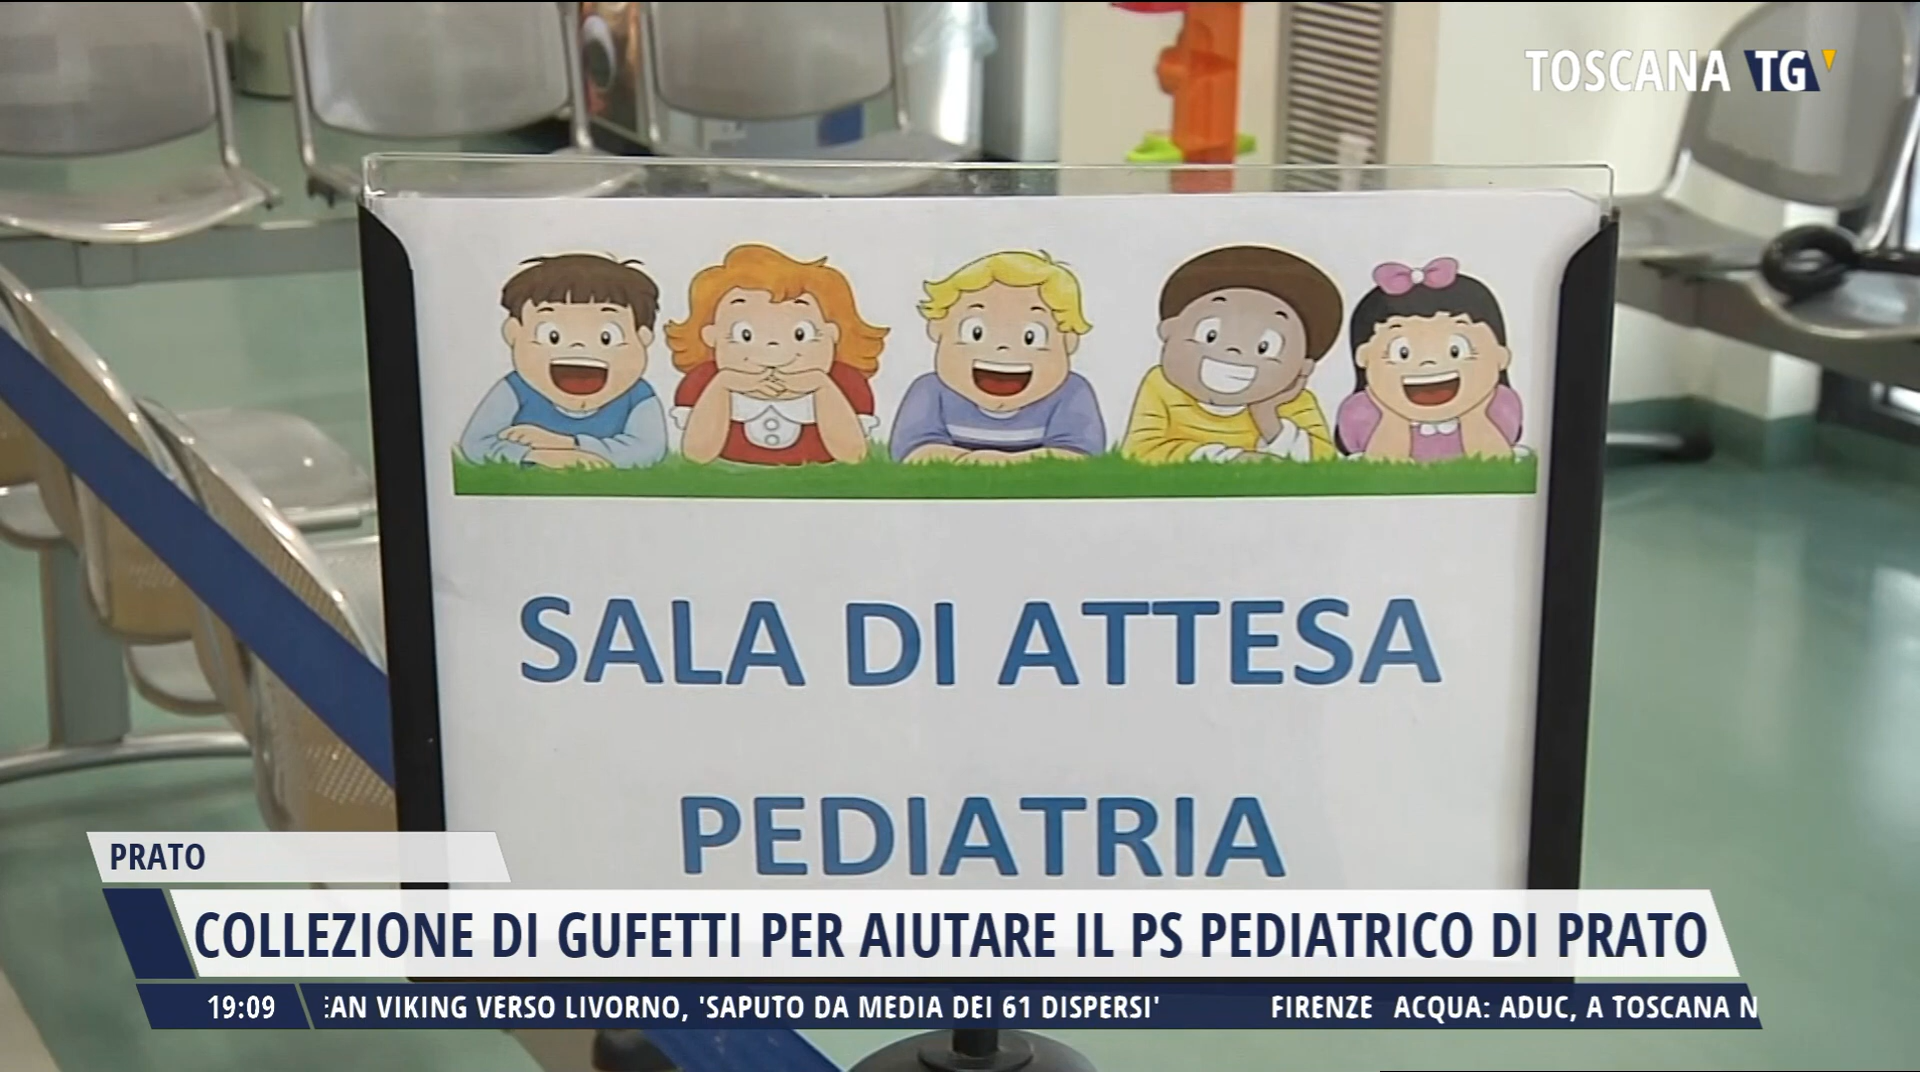 TOSCANA TG
SALA DI ATTESA
PEDIATRIA
PRATO
COLLEZIONE DI GUFETTI PER AIUTARE IL PS PEDIATRICO DI PRATO
19:09 EAN VIKING VERSO LIVORNO, 'SAPUTO DA MEDIA DEI 61 DISPERSI' FIRENZE ACQUA: ADUC, A TOSCANA N